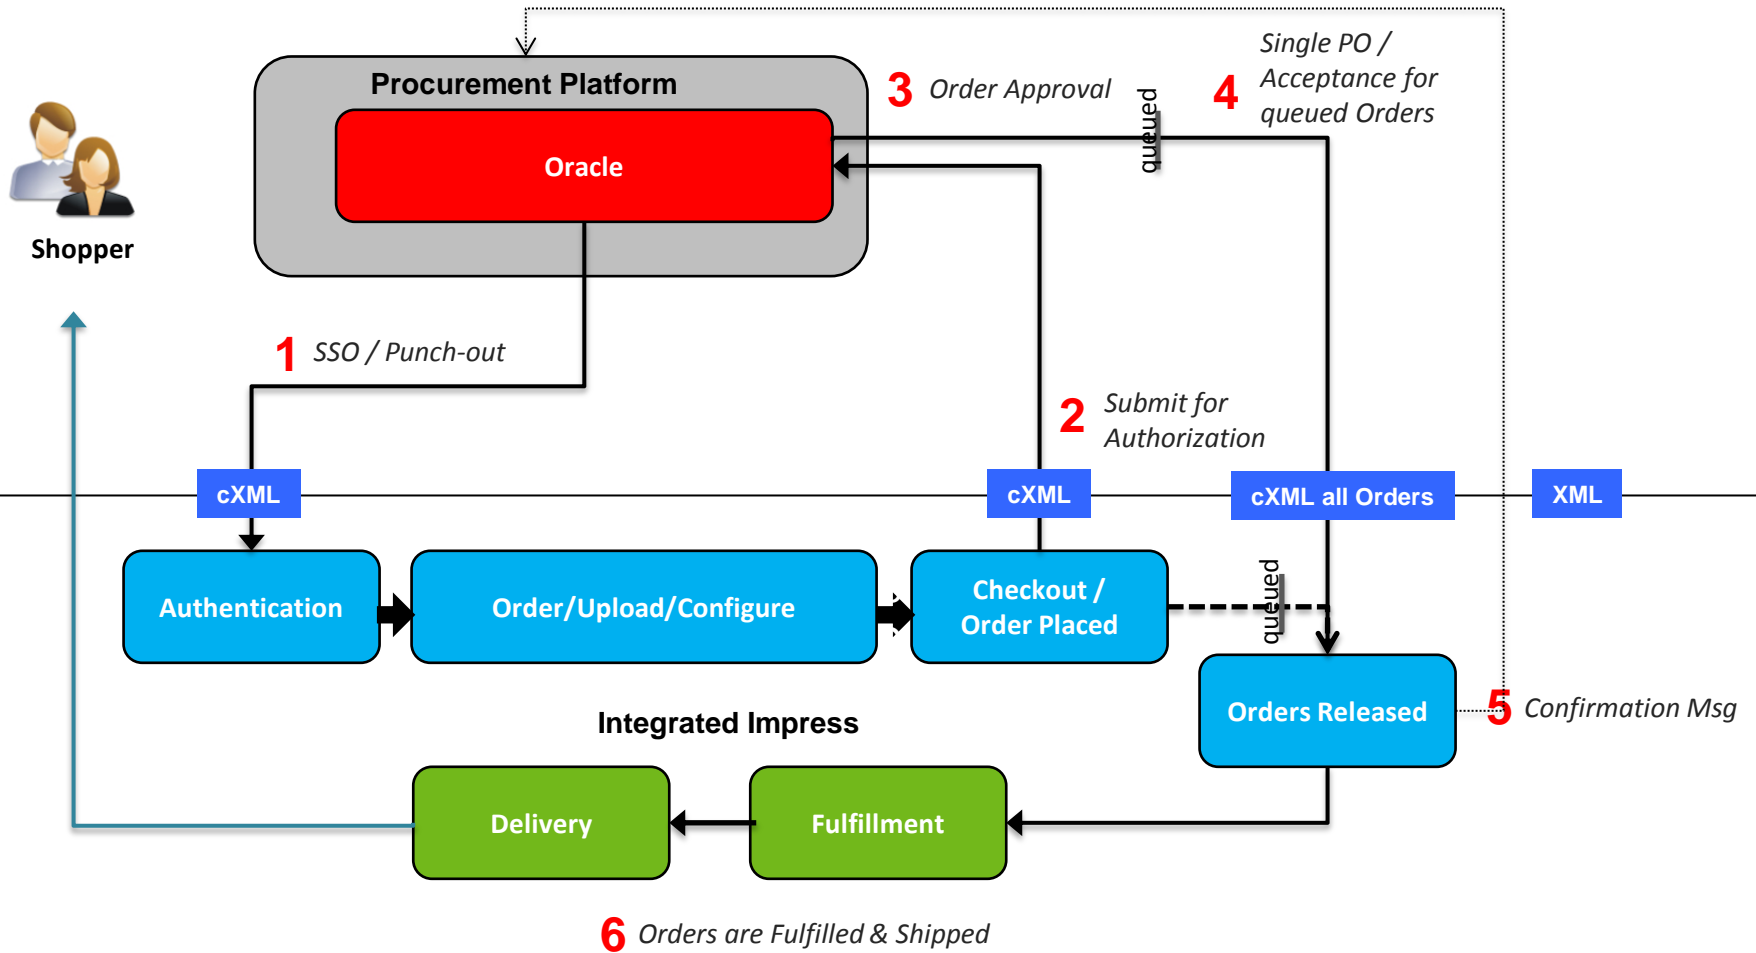 Procurement Platform
Oracle
Shopper
3 Order Approval
queued
4 Single PO /
Acceptance for
queued Orders
1 SSO / Punch-out
2 Submit for
Authorization
cXML
cXML
cXML all Orders
XML
Authentication
Order/Upload/Configure
Checkout /
Order Placed
queued
Orders Released
5 Confirmation Msg
Integrated Impress
Delivery
Fulfillment
6 Orders are Fulfilled & Shipped